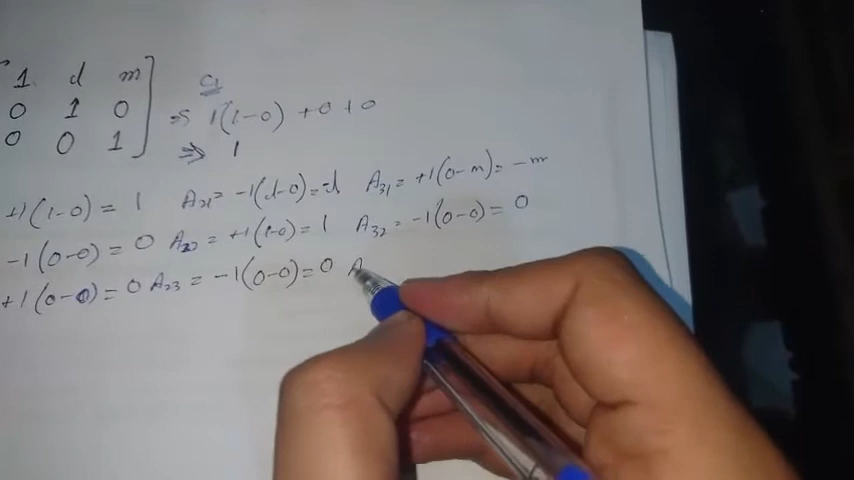 1 d m
0 1 0 ⇒ 1(1-0) +0 +0
0 0 1
⇒ 1
+1(1-0) = 1 A21 = -1(d-0) = -d A31 = +1(0-m) = -m
-1(0-0) = 0 A22 = +1(1-0) = 1 A32 = -1(0-0) = 0
+1(0-0) = 0 A23 = -1(0-0) = 0 A